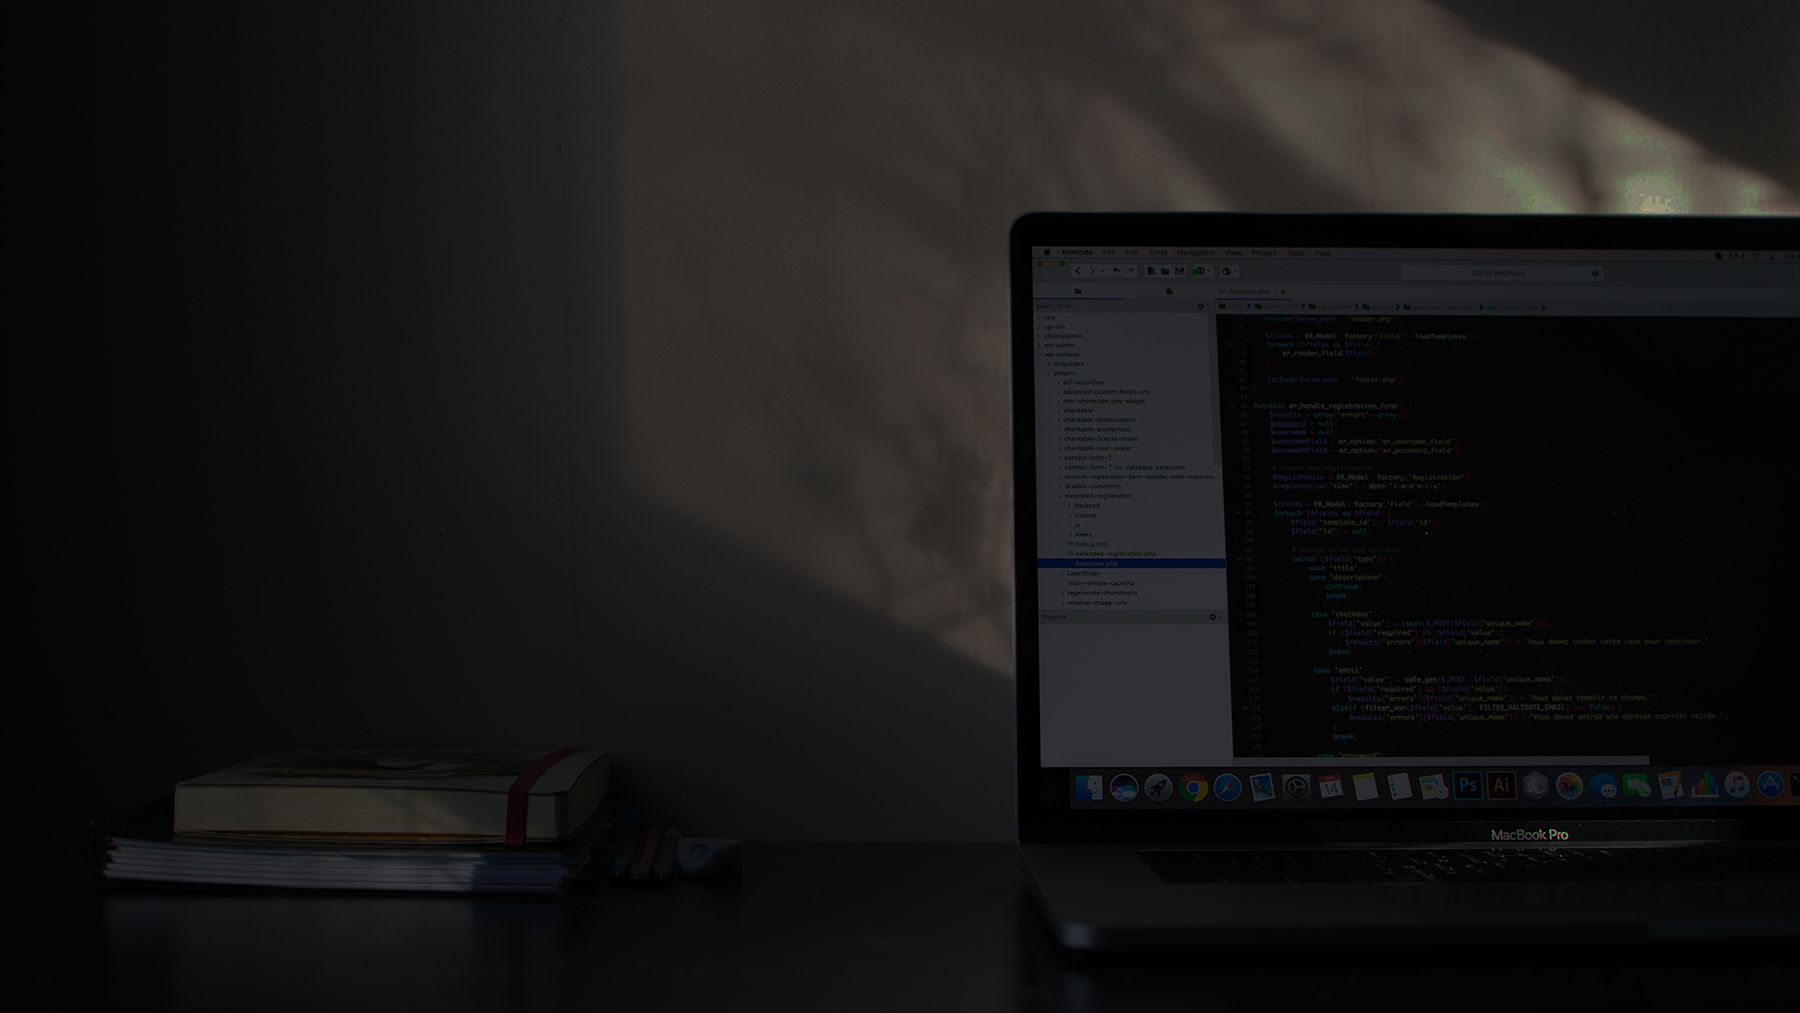 Komodo File Edit Code Navigation View Project Tools Help
Go to Anything
functions.php
public_html
cert
cgi-bin
phpmyadmin
wp-admin
wp-content
languages
plugins
acf-accordion
advanced-custom-fields-pro
amr-shortcode-any-widget
charitable
charitable-ambassadors
charitable-anonymous
charitable-license-tester
charitable-user-avatar
contact-form-7
contact-form-7-to-database-extension
custom-registration-form-builder-with-submissi
disable-comments
extended-registration
backend
classes
js
views
debug.php
extended-registration.php
functions.php
LayerSlider
really-simple-captcha
regenerate-thumbnails
relative-image-urls
Projects
include($view_path . 'header.php');
$fields = ER_Model::factory('Field')->loadTemplates();
foreach ($fields as $field) {
er_render_field($field);
}
include($view_path . 'footer.php');
}
function er_handle_registration_form() {
$results = array('errors'=>array());
$password = null;
$username = null;
$usernameField = er_option('er_username_field');
$passwordField = er_option('er_password_field');
# Create new registration
$registration = ER_Model::factory('Registration');
$registration['time'] = date('Y-m-d H-i-s');
$fields = ER_Model::factory('Field')->loadTemplates();
foreach ($fields as $field) {
$field['template_id'] = $field['id'];
$field['id'] = null;
# Assign value and validate
switch ($field['type']) {
case 'title':
case 'description':
continue;
break;
case 'checkbox':
$field['value'] = isset($_POST[$field['unique_name']]);
if ($field['required'] && !$field['value'])
$results['errors'][$field['unique_name']] = 'Vous devez cocher cette case pour continuer.';
break;
case 'email':
$field['value'] = safe_get($_POST, $field['unique_name']);
if ($field['required'] && !$field['value'])
$results['errors'][$field['unique_name']] = 'Vous devez remplir ce champs.';
elseif (filter_var($field['value'], FILTER_VALIDATE_EMAIL) === false) {
$results['errors'][$field['unique_name']] = 'Vous devez entrez une adresse courriel valide.';
}
break;
case 'password':
14
Ps
Ai
MacBook Pro